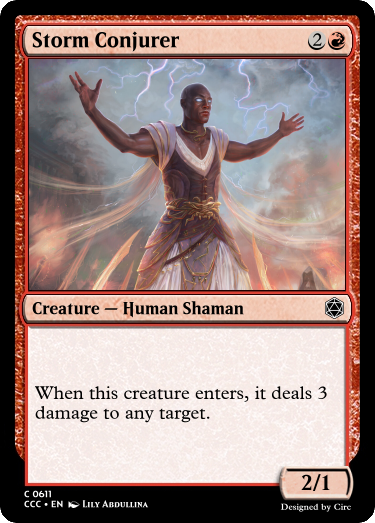 Storm Conjurer 2
Creature — Human Shaman
When this creature enters, it deals 3
damage to any target.
2/1
C 0611
CCC • EN Lily Abdullina
Designed by Circ